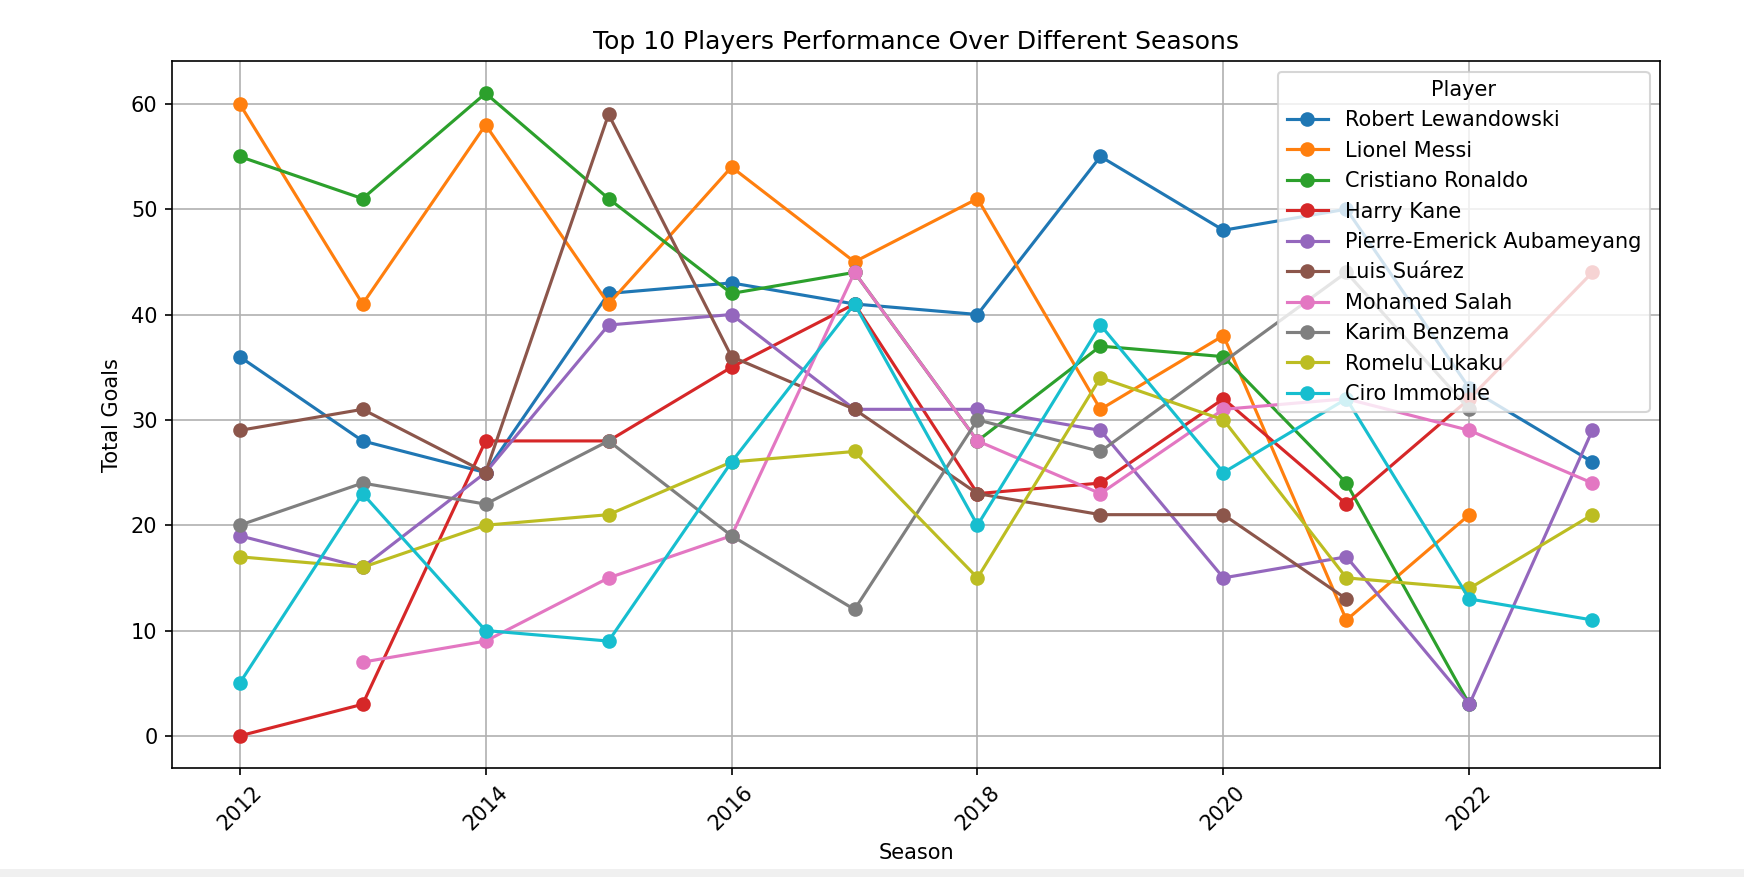 Top 10 Players Performance Over Different Seasons
60
50
40
30
20
10
0
Total Goals
Player
Robert Lewandowski
Lionel Messi
Cristiano Ronaldo
Harry Kane
Pierre-Emerick Aubameyang
Luis Suárez
Mohamed Salah
Karim Benzema
Romelu Lukaku
Ciro Immobile
2012 2014 2016 2018 2020 2022
Season